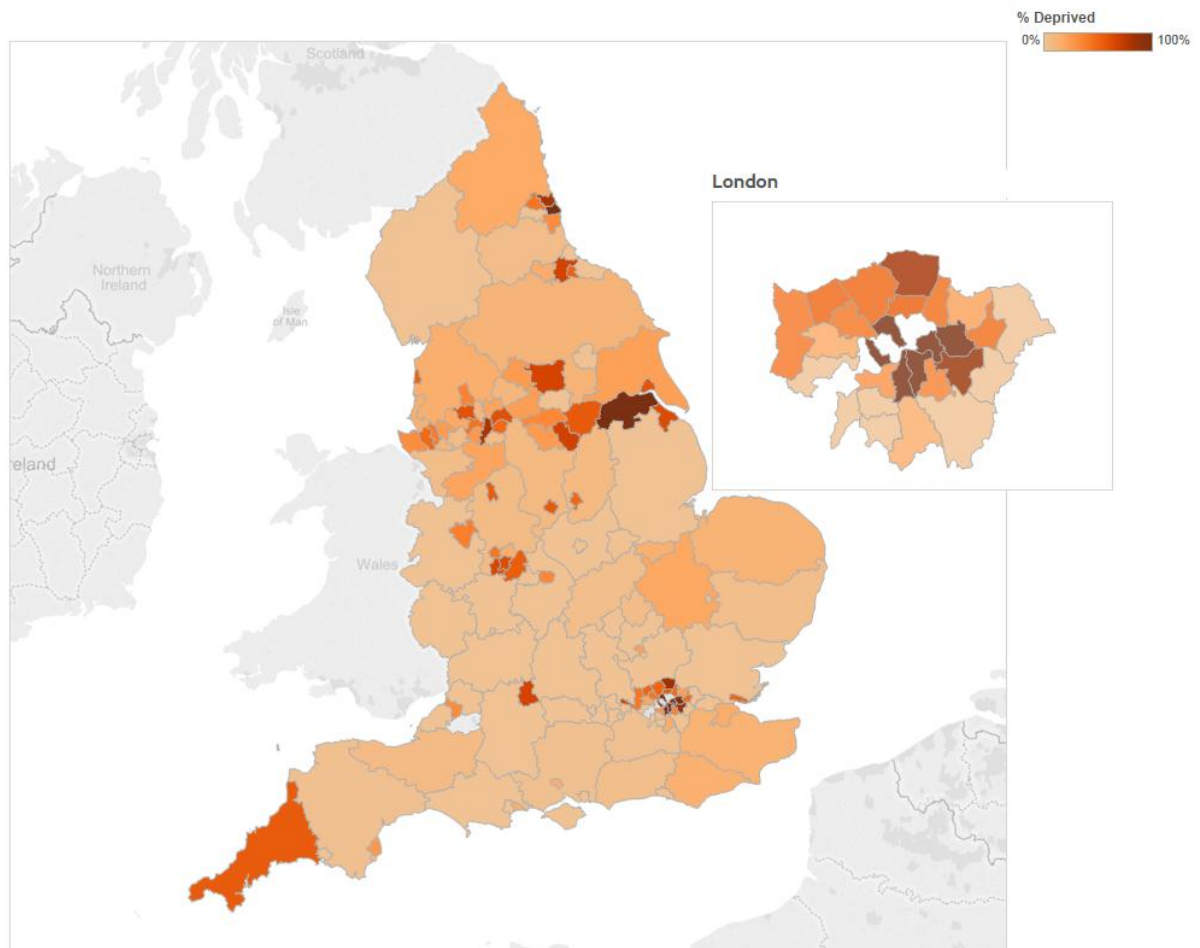 % Deprived
0% 100%
Scotland
London
Northern
Ireland
Isle
of Man
reland
Wales